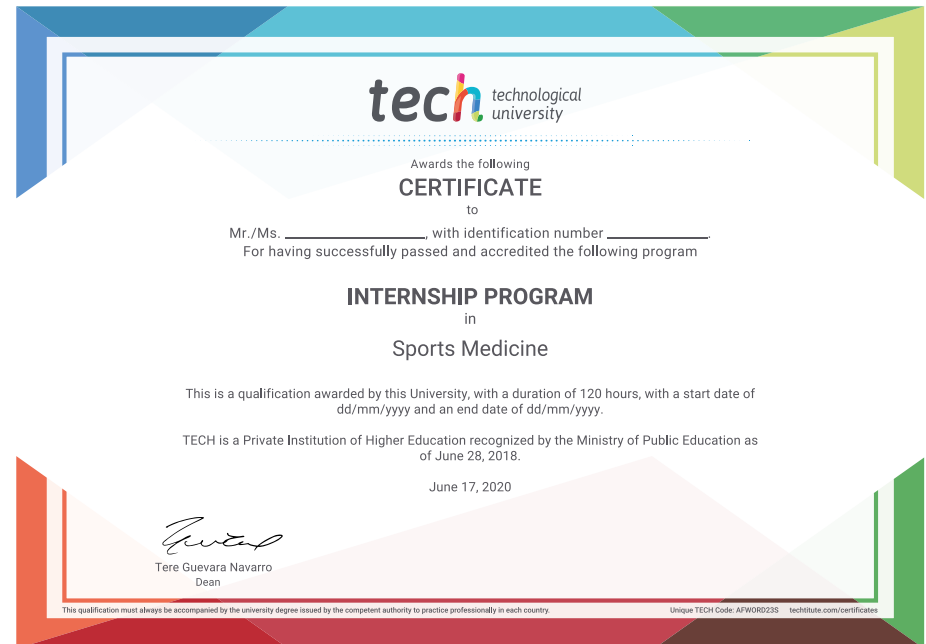 tech technological
university
Awards the following
CERTIFICATE
to
Mr./Ms. ____________________, with identification number ______________.
For having successfully passed and accredited the following program
INTERNSHIP PROGRAM
in
Sports Medicine
This is a qualification awarded by this University, with a duration of 120 hours, with a start date of
dd/mm/yyyy and an end date of dd/mm/yyyy.
TECH is a Private Institution of Higher Education recognized by the Ministry of Public Education as
of June 28, 2018.
June 17, 2020
Tere Guevara Navarro
Dean
This qualification must always be accompanied by the university degree issued by the competent authority to practice professionally in each country.
Unique TECH Code: AFWORD23S techtitute.com/certificates